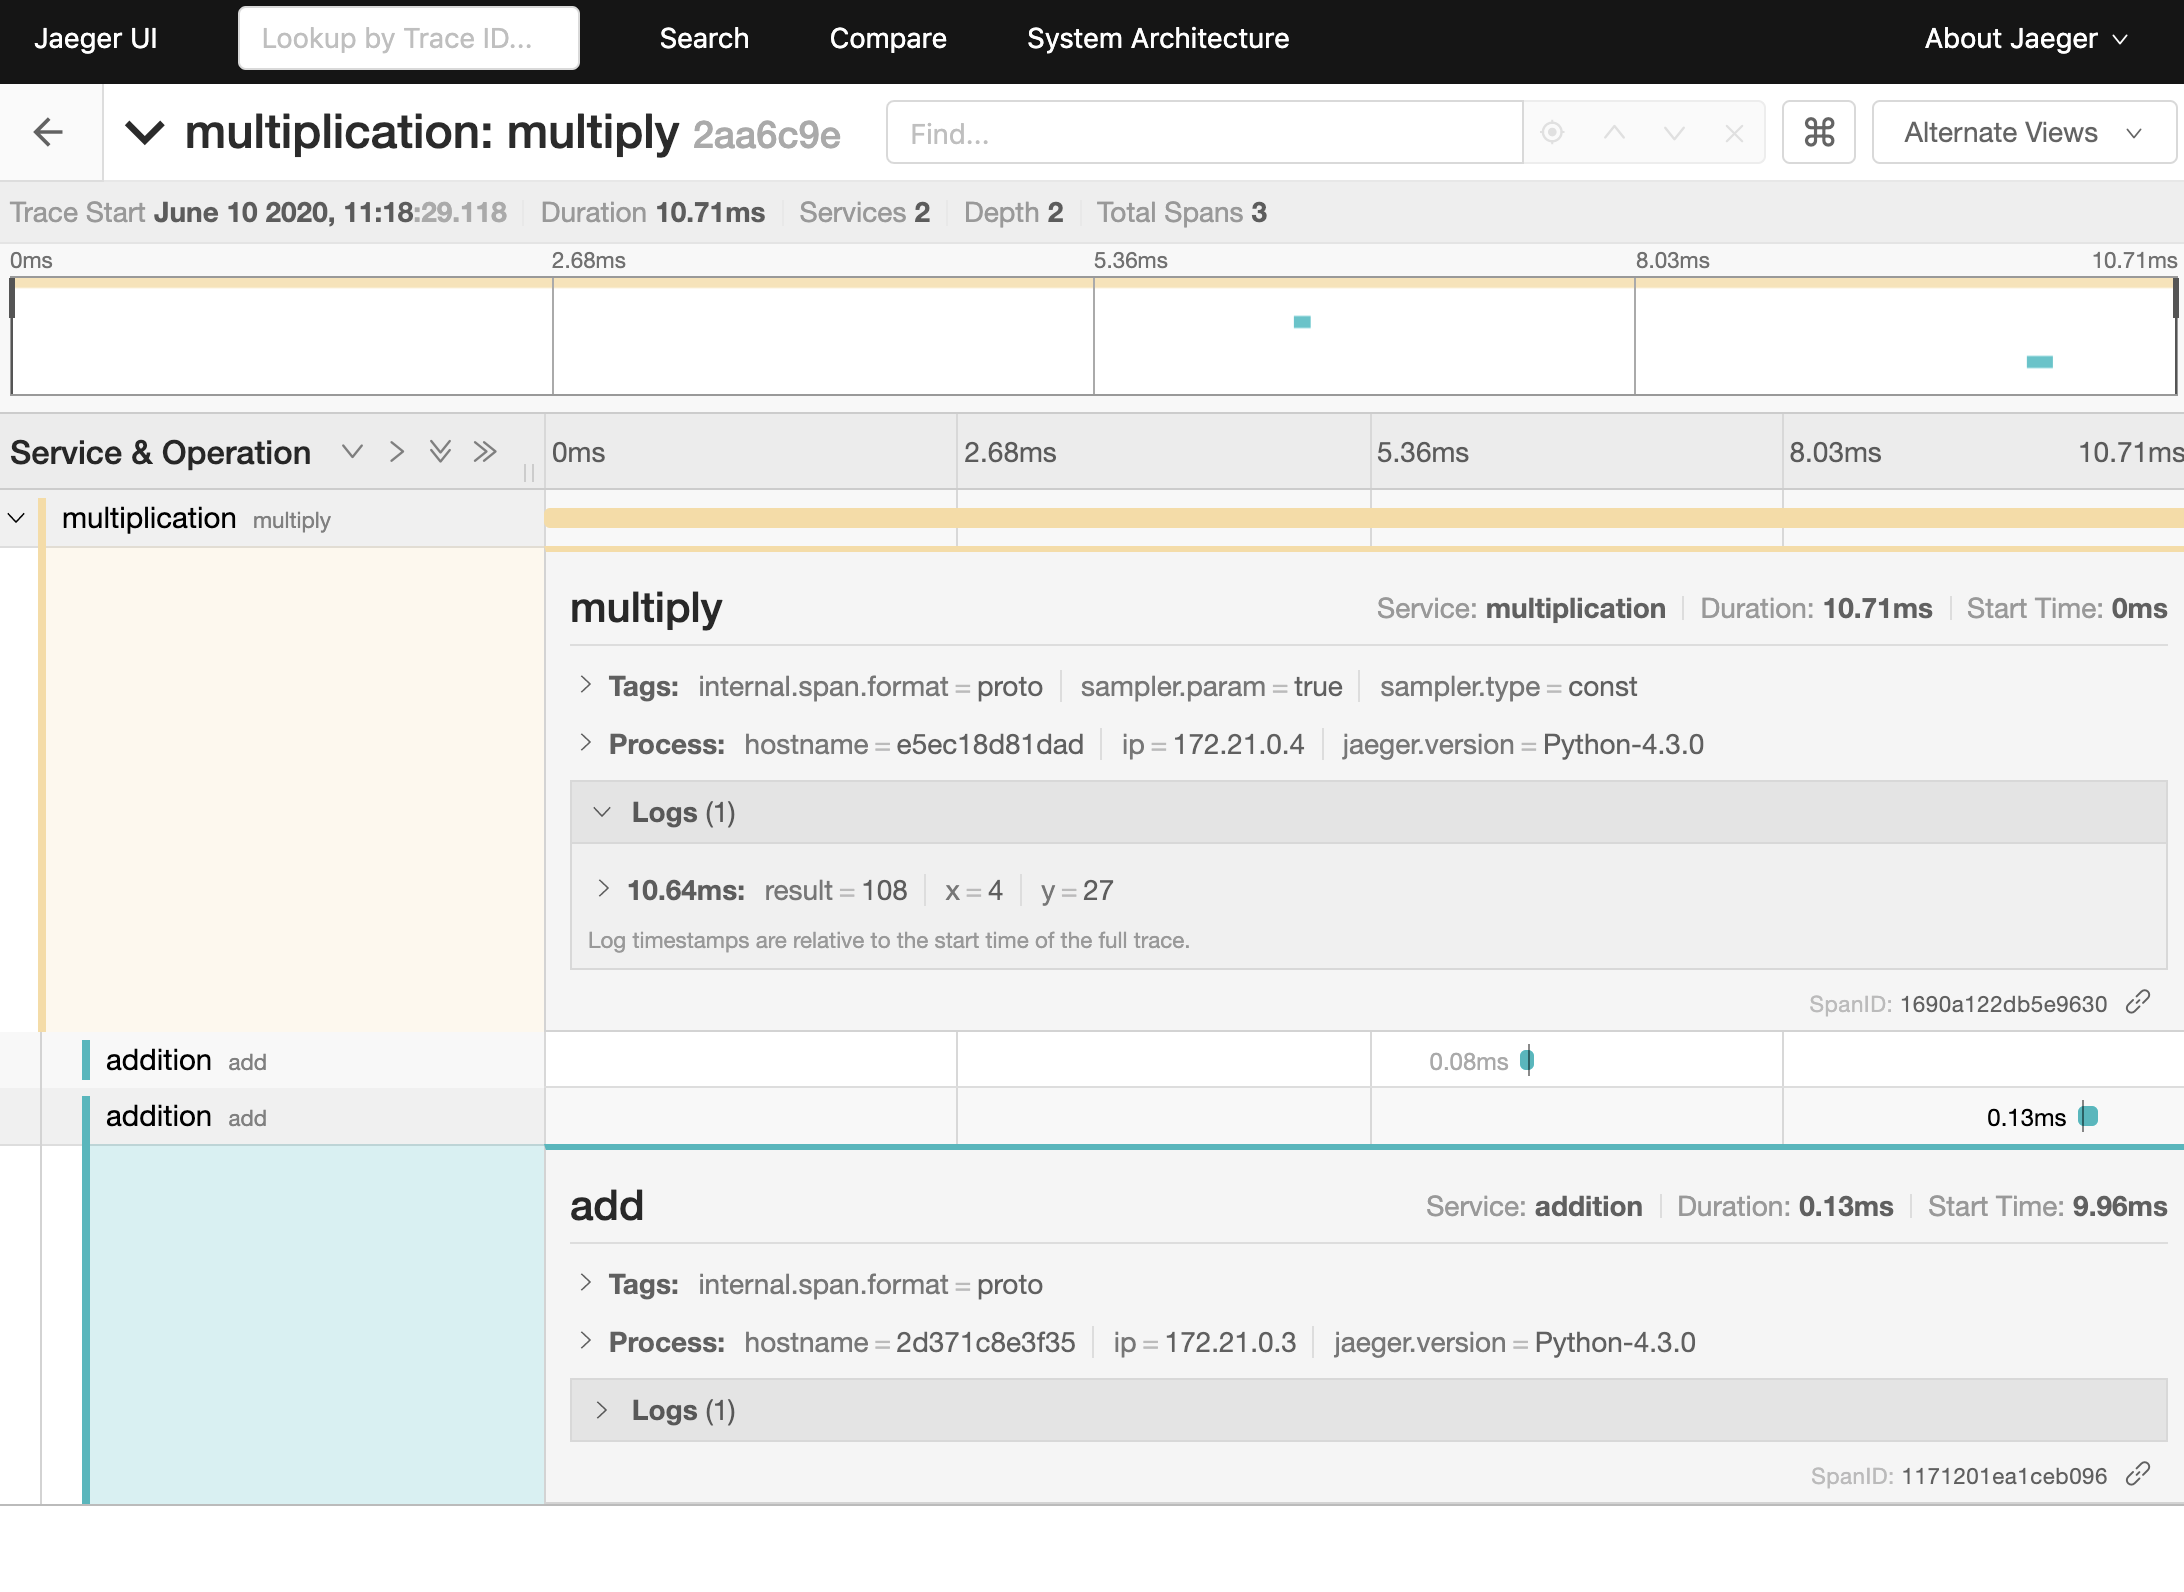 Jaeger UI Lookup by Trace ID... Search Compare System Architecture About Jaeger
multiplication: multiply 2aa6c9e Find... ⌘ Alternate Views
Trace Start June 10 2020, 11:18:29.118 Duration 10.71ms Services 2 Depth 2 Total Spans 3
0ms 2.68ms 5.36ms 8.03ms 10.71ms
Service & Operation 0ms 2.68ms 5.36ms 8.03ms 10.71ms
multiplication multiply
multiply Service: multiplication Duration: 10.71ms Start Time: 0ms
Tags: internal.span.format = proto sampler.param = true sampler.type = const
Process: hostname = e5ec18d81dad ip = 172.21.0.4 jaeger.version = Python-4.3.0
Logs (1)
10.64ms: result = 108 x = 4 y = 27
Log timestamps are relative to the start time of the full trace.
SpanID: 1690a122db5e9630
addition add 0.08ms
addition add 0.13ms
add Service: addition Duration: 0.13ms Start Time: 9.96ms
Tags: internal.span.format = proto
Process: hostname = 2d371c8e3f35 ip = 172.21.0.3 jaeger.version = Python-4.3.0
Logs (1)
SpanID: 1171201ea1ceb096